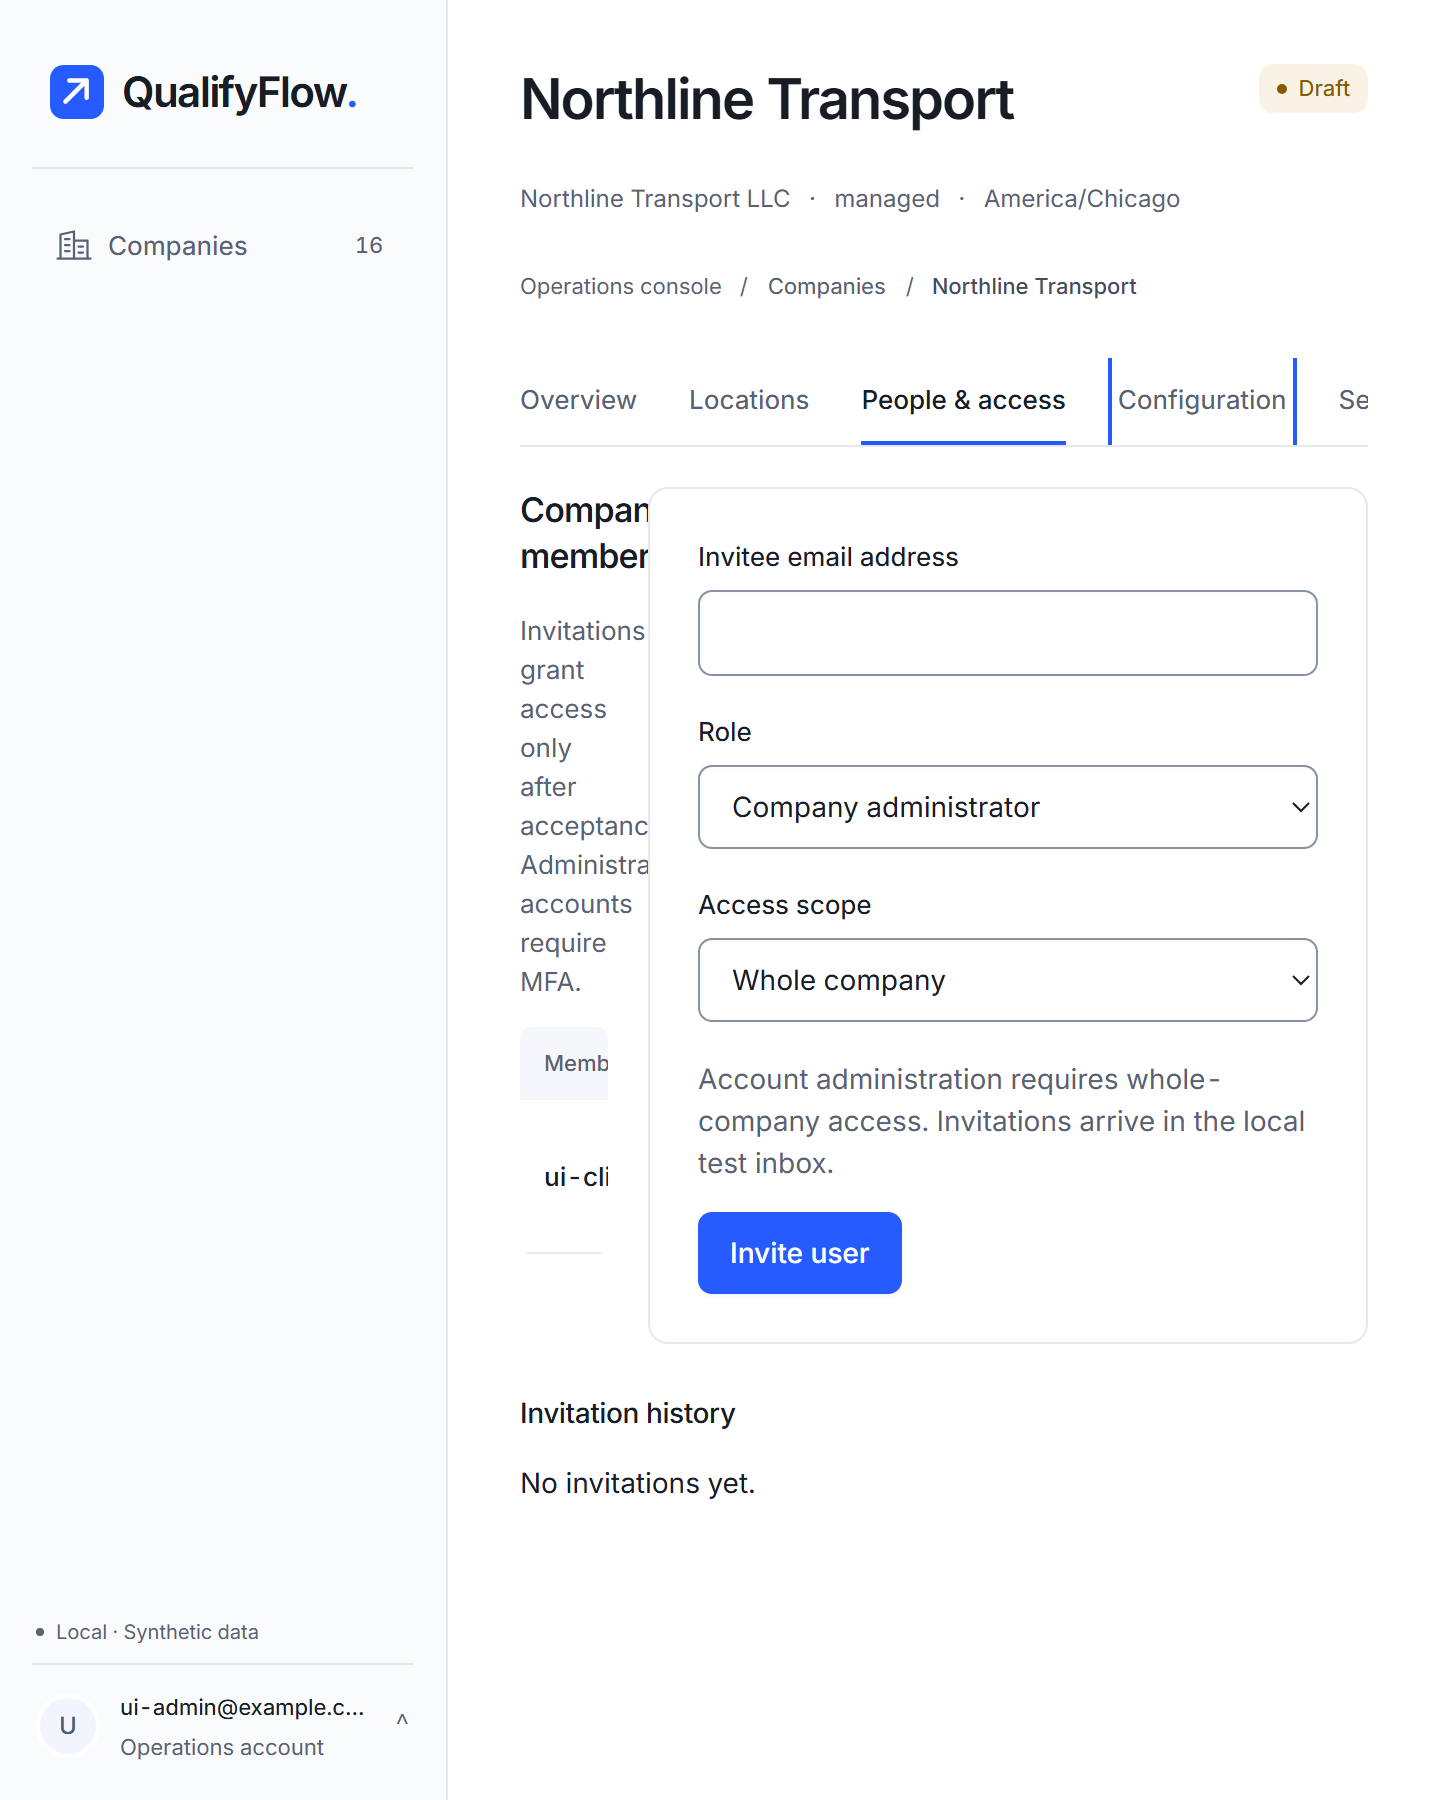 QualifyFlow.
Companies 16
Northline Transport
Draft
Northline Transport LLC · managed · America/Chicago
Operations console / Companies / Northline Transport
Overview Locations People & access Configuration Se
Compan
member
Invitations
grant
access
only
after
acceptanc
Administra
accounts
require
MFA.
Memb
ui-cli
Invitee email address
Role
Company administrator
Access scope
Whole company
Account administration requires whole-
company access. Invitations arrive in the local
test inbox.
Invite user
Invitation history
No invitations yet.
Local · Synthetic data
U
ui-admin@example.c...
Operations account